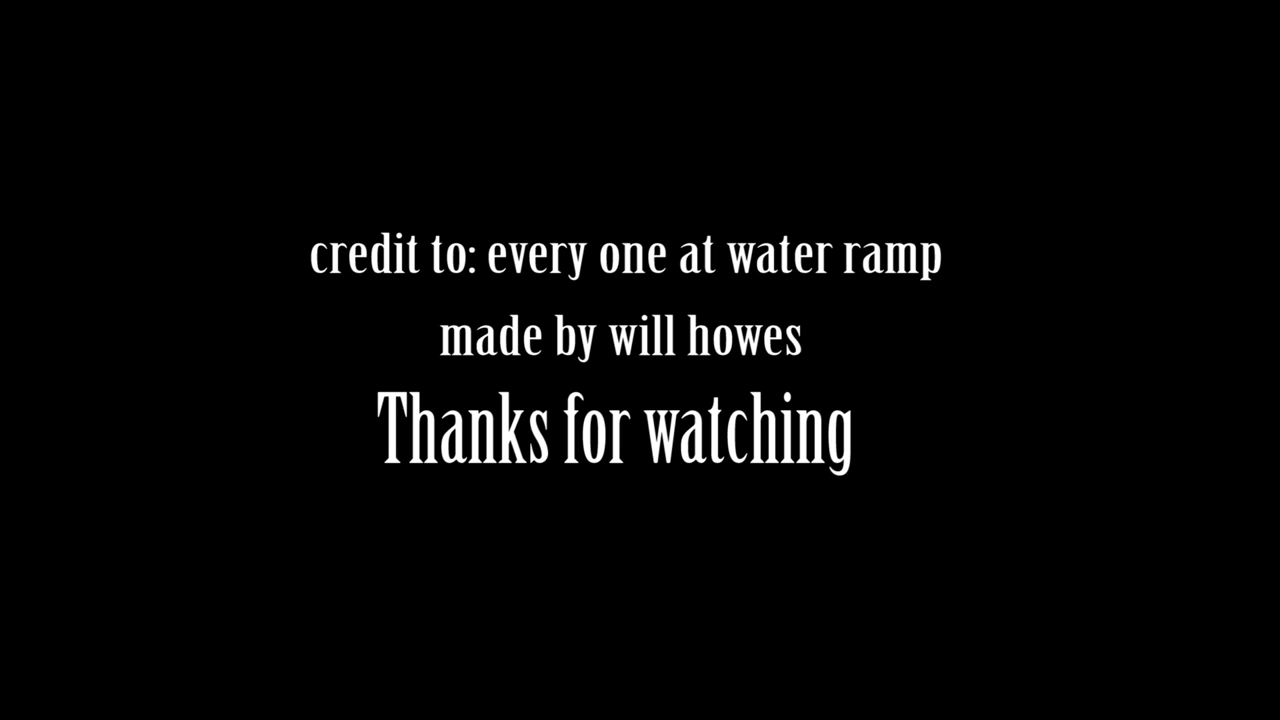 credit to: every one at water ramp
made by will howes
Thanks for watching